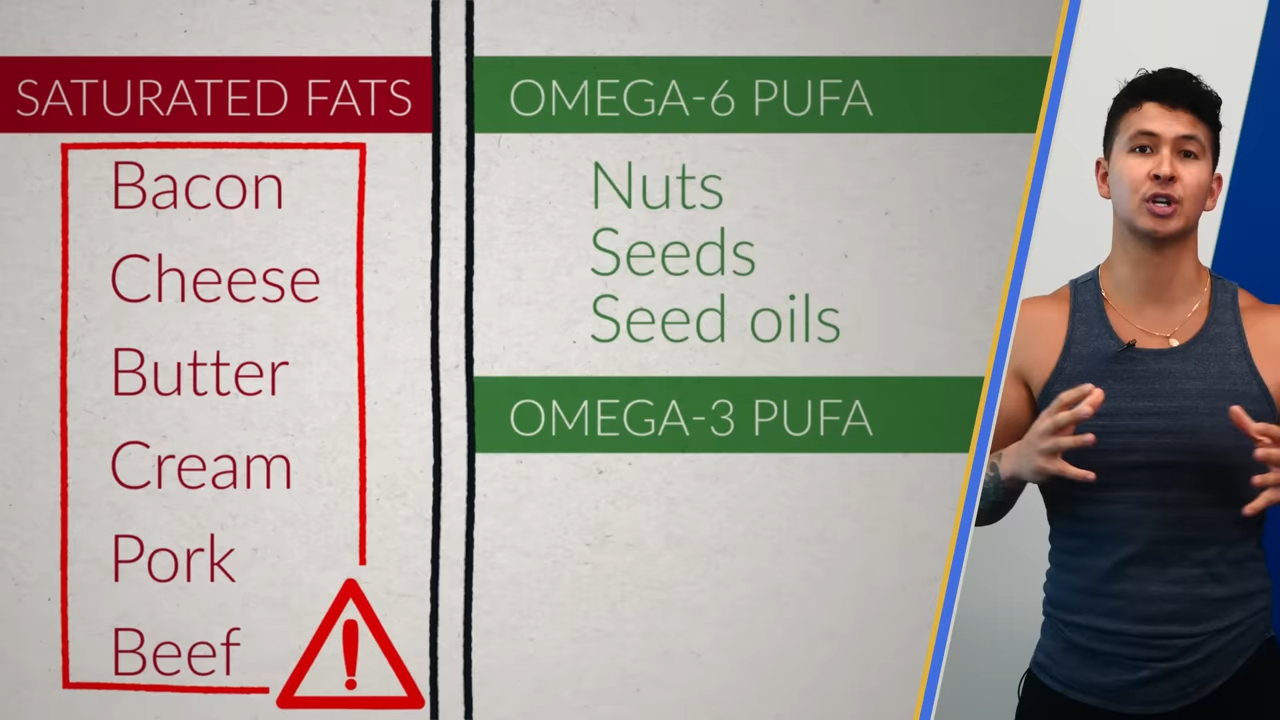 SATURATED FATS
Bacon
Cheese
Butter
Cream
Pork
Beef
OMEGA-6 PUFA
Nuts
Seeds
Seed oils
OMEGA-3 PUFA